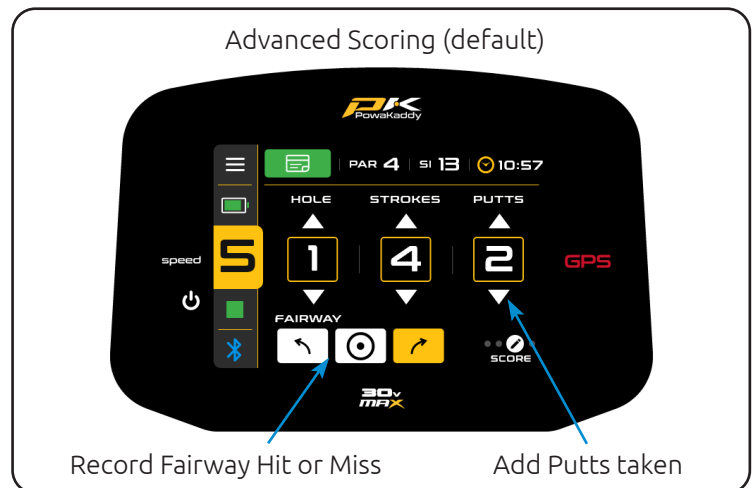 Advanced Scoring (default)
PK
PowaKaddy
PAR 4 SI 13 10:57
HOLE STROKES PUTTS
speed 5 1 4 2 GPS
FAIRWAY
SCORE
30v
MAX
Record Fairway Hit or Miss Add Putts taken